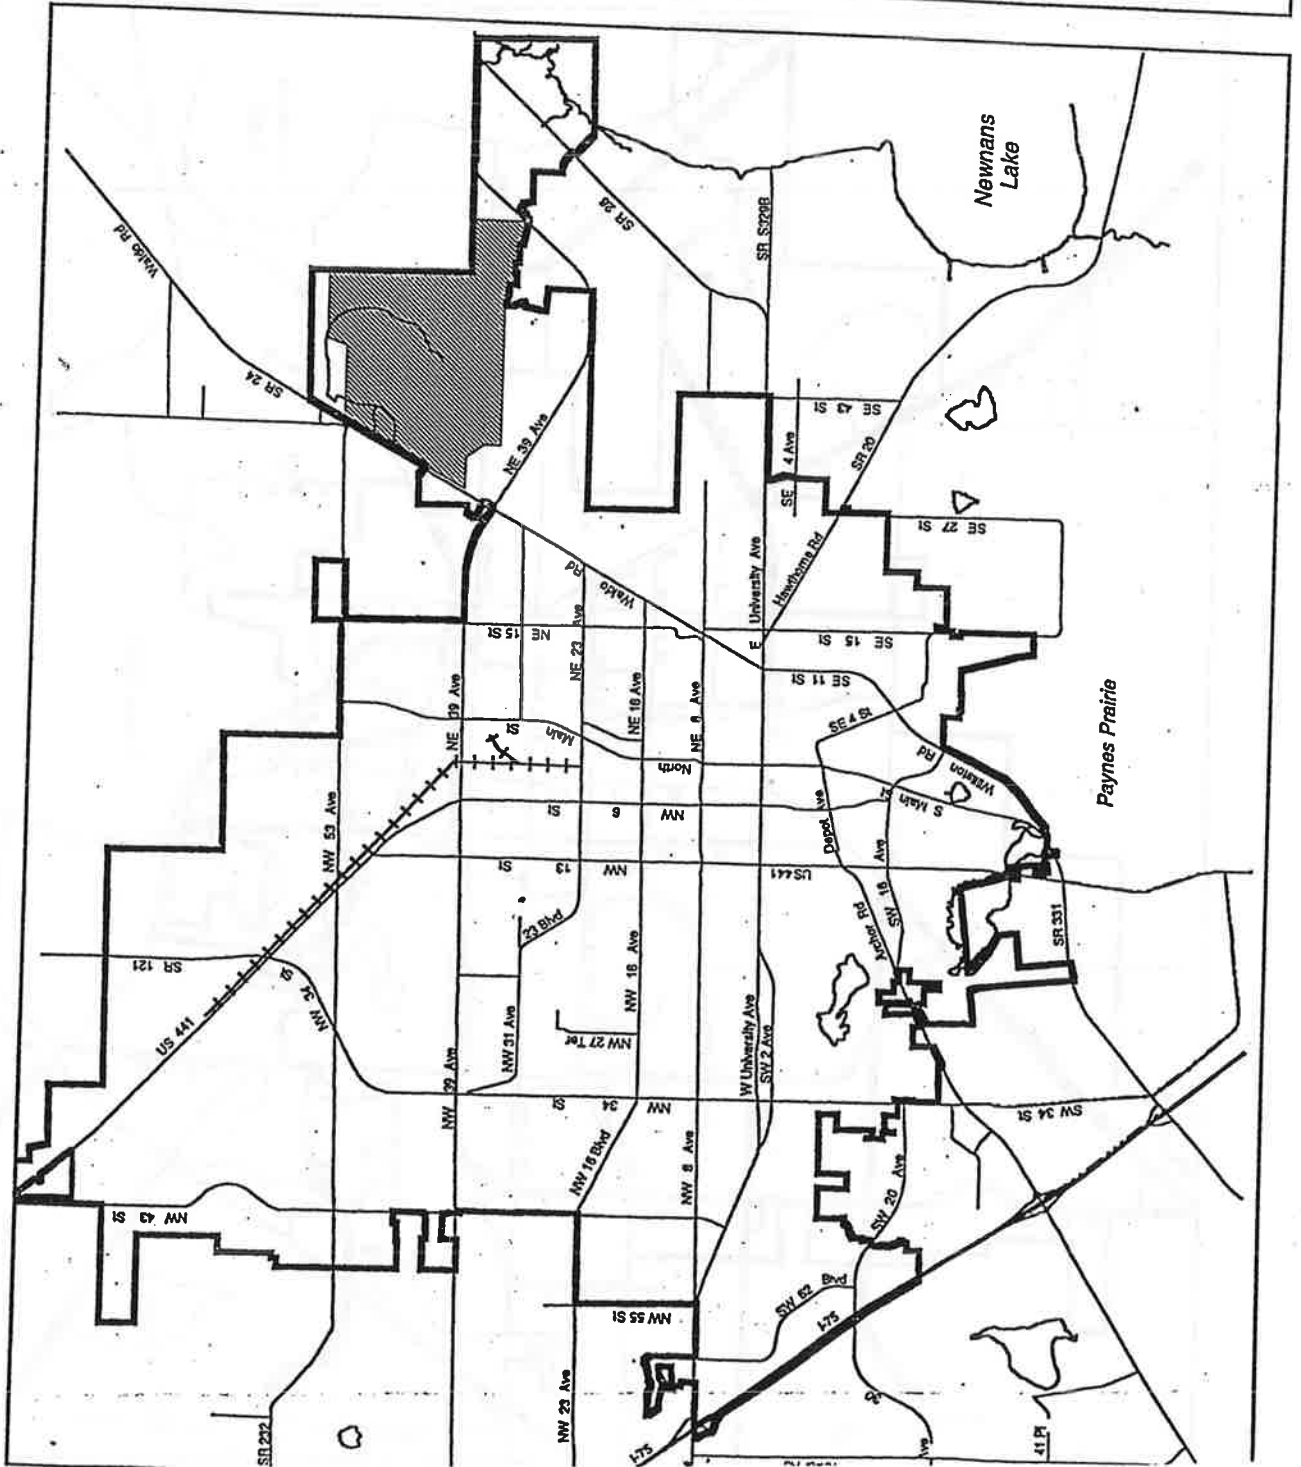 Newnans
Lake
Waldo Rd
SR 26
SR S329B
SR 24
SE 43 St
NE 39 Ave
SE 4 Ave
SR 20
SE 27 St
Hawthorne Rd
E University Ave
Waldo Rd
NE 15 St
NE 23 Ave
SE 15 St
SE 11 St
NE 39 Ave
NE 16 Ave
NE 8 Ave
SE 4 St
North Main St
Williston Rd
Paynes Prairie
S Main St
NW 53 Ave
NW 6 St
Depot Ave
NW 13 St
US 441
SW 16 Ave
23 Blvd
Archer Rd
SR 331
SR 121
NW 34 St
NW 16 Ave
US 441
NW 31 Ave
NW 27 Ter
W University Ave
SW 2 Ave
NW 39 Ave
NW 34 St
SW 34 St
NW 16 Blvd
NW 8 Ave
SW 20 Ave
NW 43 St
SW 62 Blvd
I-75
NW 55 St
NW 23 Ave
SR 232
I-75
Ave
41 Pl